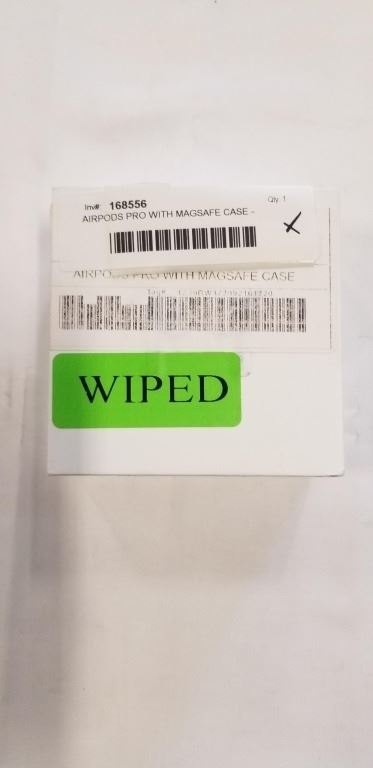 Inv#: 168556
Qty. 1
AIRPODS PRO WITH MAGSAFE CASE -
X
AIRPODS PRO WITH MAGSAFE CASE
WIPED